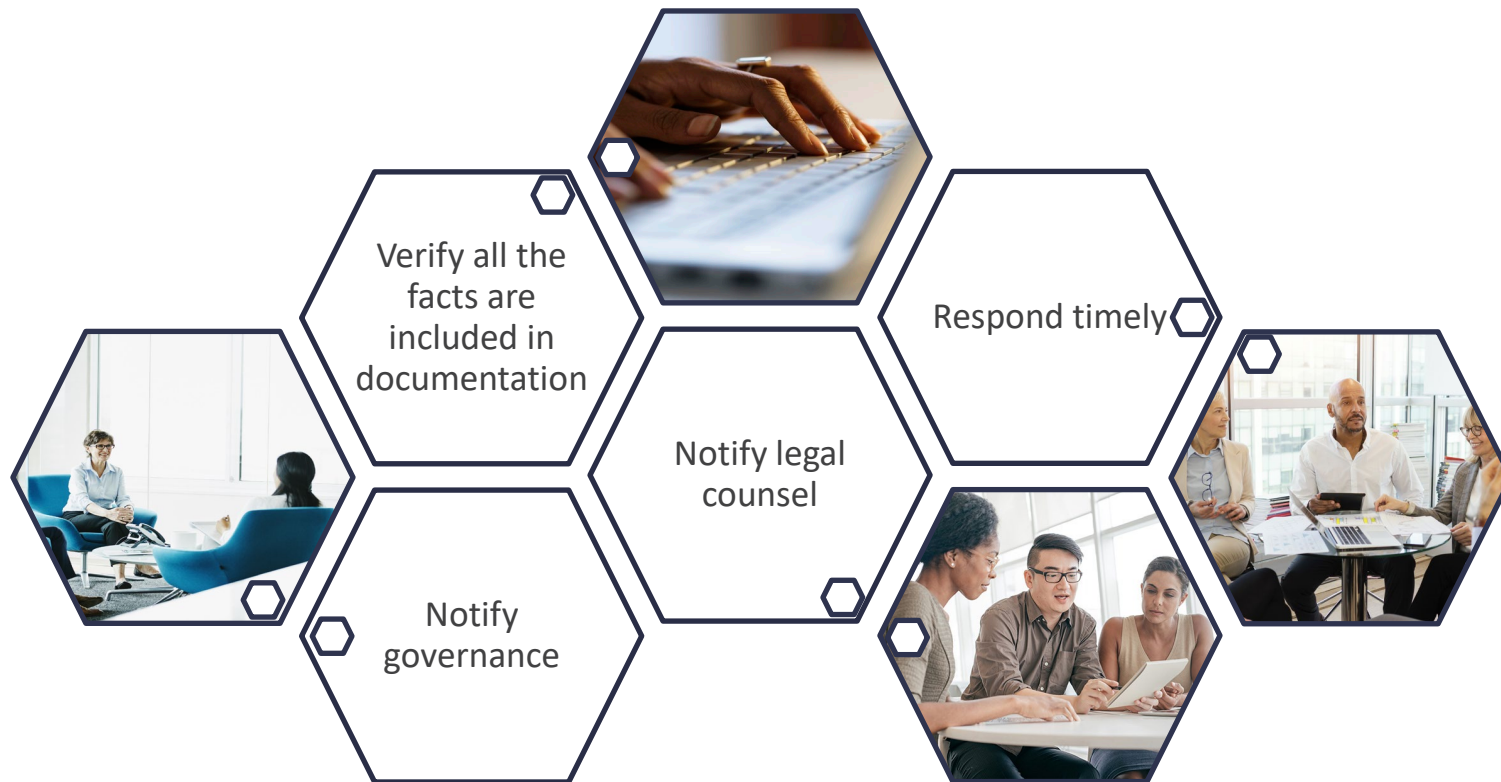 Verify all the
facts are
included in
documentation
Notify
governance
Notify legal
counsel
Respond timely